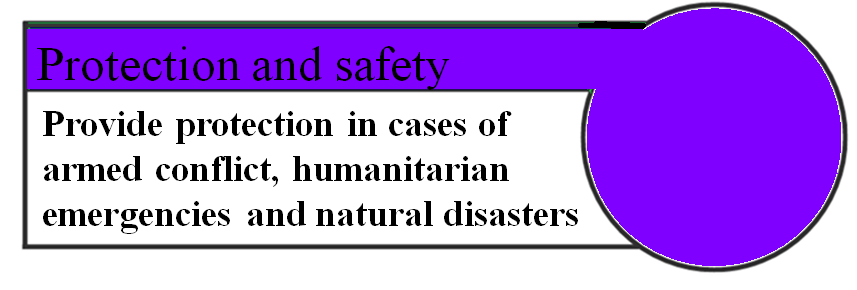 Protection and safety
Provide protection in cases of
armed conflict, humanitarian
emergencies and natural disasters